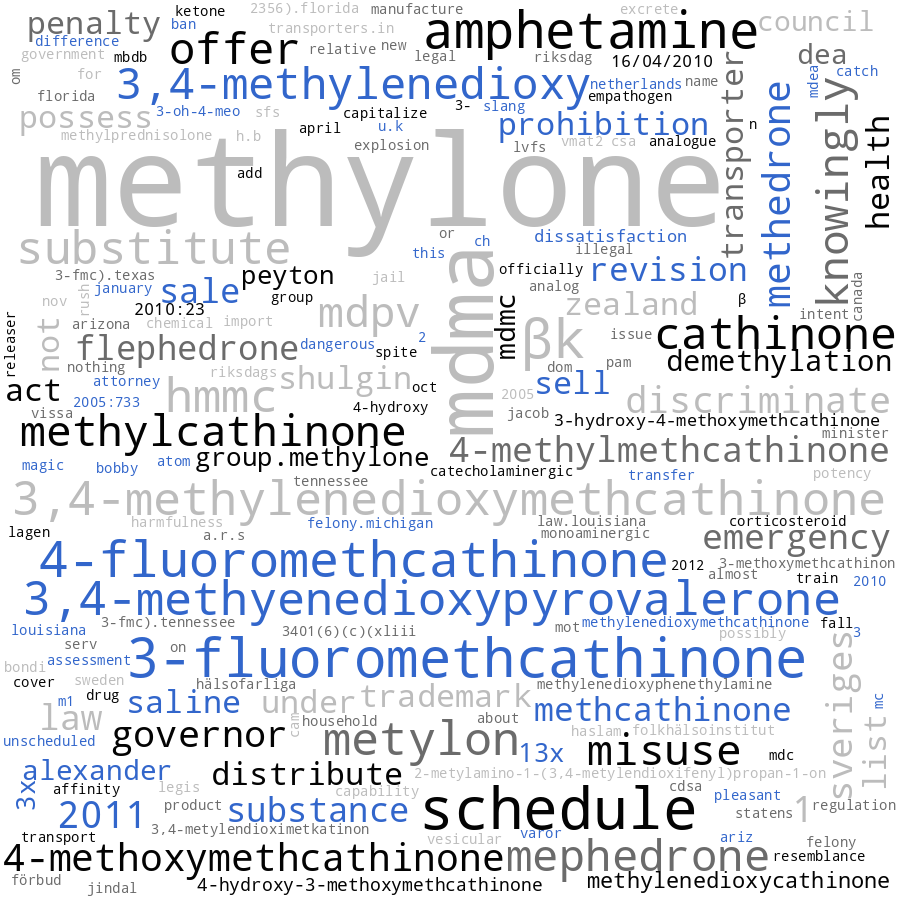 ketone
2356).florida
manufacture
excrete
penalty
ban
transporters.in
amphetamine
council
difference
offer
relative
new
government
mbdb
legal
riksdag
16/04/2010
dea
om
for
3,4-methylenedioxy
netherlands
name
mdea
catch
florida
empathogen
possess
3-oh-4-meo
sfs
capitalize
3-
slang
april
u.k
prohibition
n
methylprednisolone
h.b
explosion
lvfs
vmat2
csa
analogue
transporter
methedrone
knowingly
health
methylone
add
or
ch
dissatisfaction
substitute
this
illegal
3-fmc).texas
peyton
jail
officially
revision
january
sale
group
analog
nov
rush
2010:23
mdpv
mdma
mdmc
zealand
β
canada
intent
arizona
chemical
import
not
releaser
flephedrone
dangerous
2
spite
βk
issue
cathinone
nothing
demethylation
attorney
riksdags
shulgin
dom
pam
act
hmmc
oct
sell
2005:733
4-hydroxy
2005
discriminate
vissa
jacob
3-hydroxy-4-methoxymethcathinone
methylcathinone
minister
4-methylmethcathinone
magic
bobby
atom
group.methylone
catecholaminergic
transfer
potency
tennessee
3,4-methylenedioxymethcathinone
harmfulness
felony.michigan
law.louisiana
corticosteroid
lagen
a.r.s
monoaminergic
emergency
4-fluoromethcathinone
2012
3-methoxymethcathinon
almost
train
2010
3,4-methyenedioxypyrovalerone
louisiana
3-fmc).tennessee
3401(6)(c)(xliii
mot
methylenedioxymethcathinone
fall
3
possibly
serv
on
bondi
assessment
3-fluoromethcathinone
sveriges
cover
sweden
hälsofarliga
methylenedioxyphenethylamine
m1
drug
saline
under
trademark
methcathinone
mc
law
cam
household
about
list
unscheduled
governor
metylon
haslam
folkhälsoinstitut
13x
misuse
mdc
alexander
distribute
2-metylamino-1-(3,4-metylendioxifenyl)propan-1-on
3x
affinity
legis
capability
cdsa
pleasant
2011
product
substance
schedule
statens
1
regulation
transport
3,4-metylendioximetkatinon
vesicular
varor
ariz
felony
4-methoxymethcathinone
mephedrone
resemblance
förbud
jindal
4-hydroxy-3-methoxymethcathinone
methylenedioxycathinone